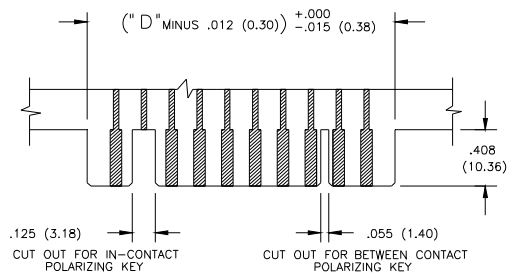 ("D" MINUS .012 (0.30)) +.000
-.015 (0.38)
.408
(10.36)
.125 (3.18)
.055 (1.40)
CUT OUT FOR IN-CONTACT
POLARIZING KEY
CUT OUT FOR BETWEEN CONTACT
POLARIZING KEY